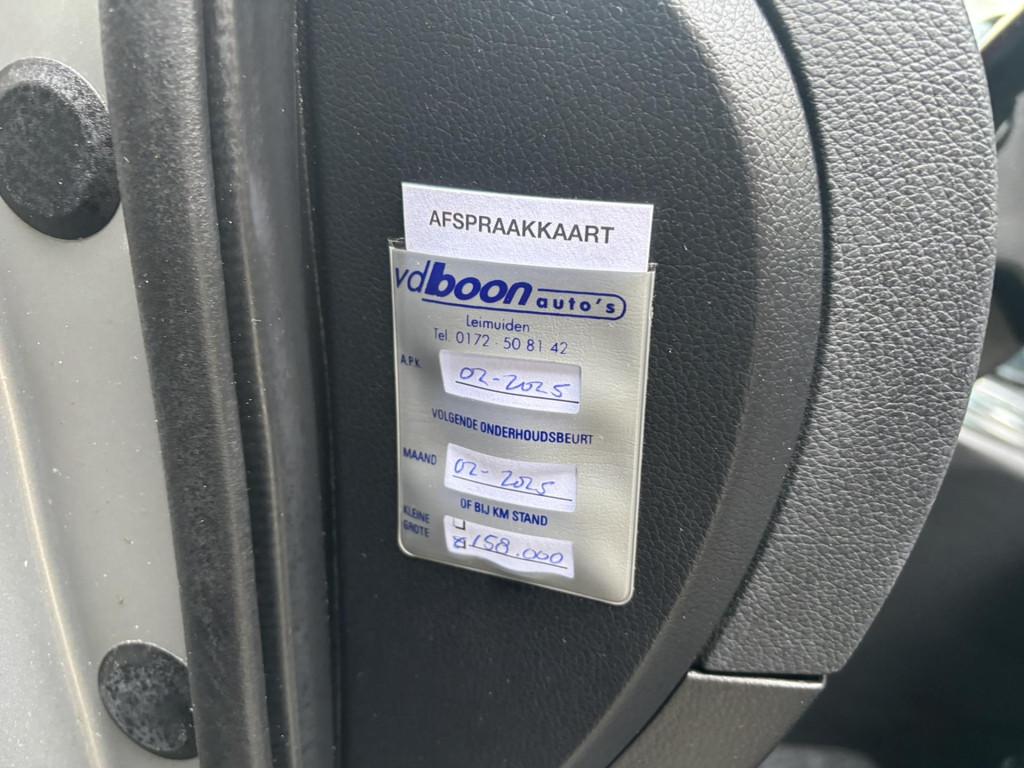 AFSPRAAKKAART
vdboon auto's
Leimuiden
Tel. 0172 - 50 81 42
A.P.K. 02-2025
VOLGENDE ONDERHOUDSBEURT
MAAND 02-2025
OF BIJ KM STAND
KLEINE
GROTE 158.000